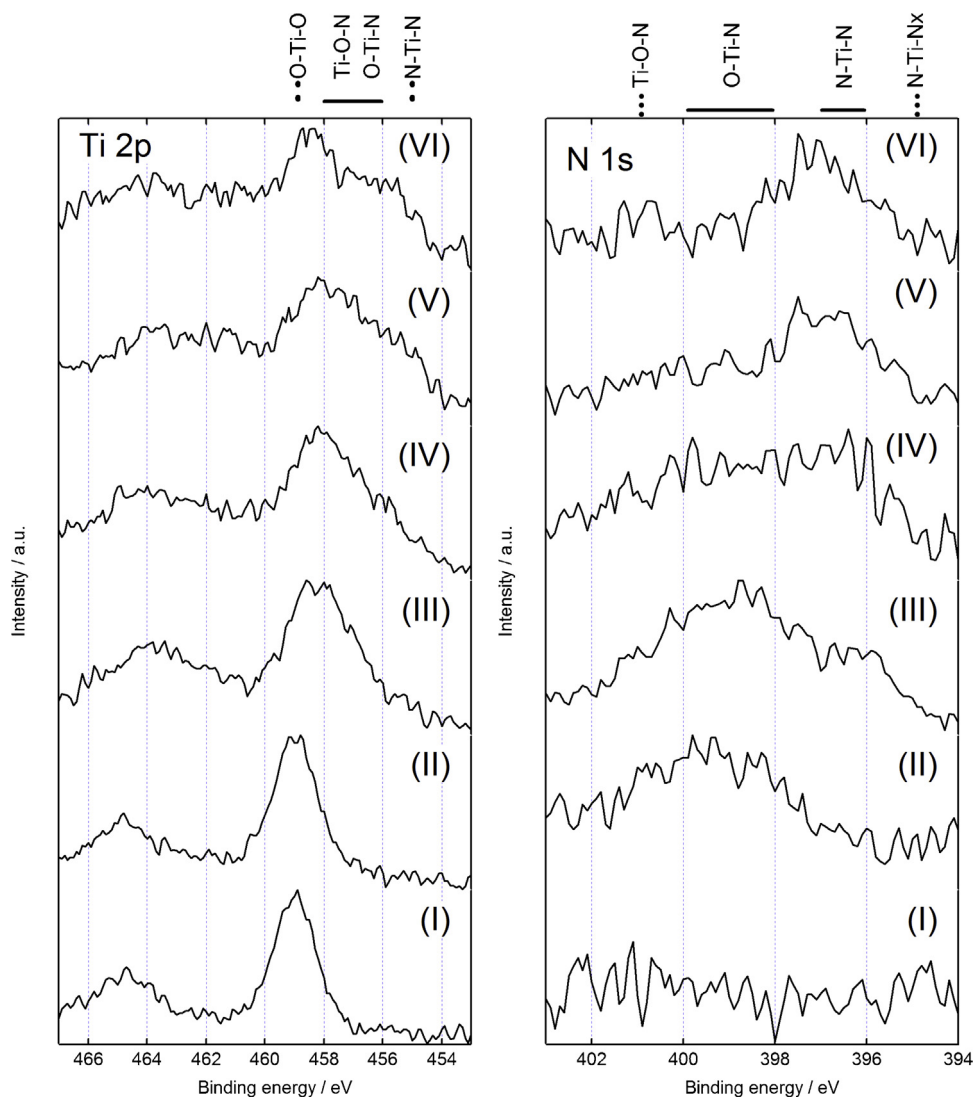 O-Ti-O
Ti-O-N
O-Ti-N
N-Ti-N
Ti-O-N
O-Ti-N
N-Ti-N
N-Ti-Nx
Ti 2p
(VI)
(V)
(IV)
(III)
(II)
(I)
Intensity / a.u.
466 464 462 460 458 456 454
Binding energy / eV
N 1s
(VI)
(V)
(IV)
(III)
(II)
(I)
Intensity / a.u.
402 400 398 396 394
Binding energy / eV